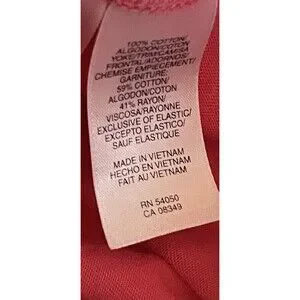 100% COTTON/
ALGODON/COTON
YOKE/TRIM/CAMISA
FRONTAL/ADORNOS/
CHEMISE EMPIECEMENT/
GARNITURE:
59% COTTON/
ALGODON/COTON
41% RAYON/
VISCOSA/RAYONNE
EXCLUSIVE OF ELASTIC/
EXCEPTO ELASTICO/
SAUF ELASTIQUE
MADE IN VIETNAM
HECHO EN VIETNAM
FAIT AU VIETNAM
RN 54050
CA 08349